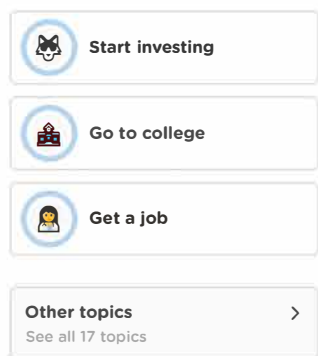 Start investing
Go to college
Get a job
Other topics
See all 17 topics